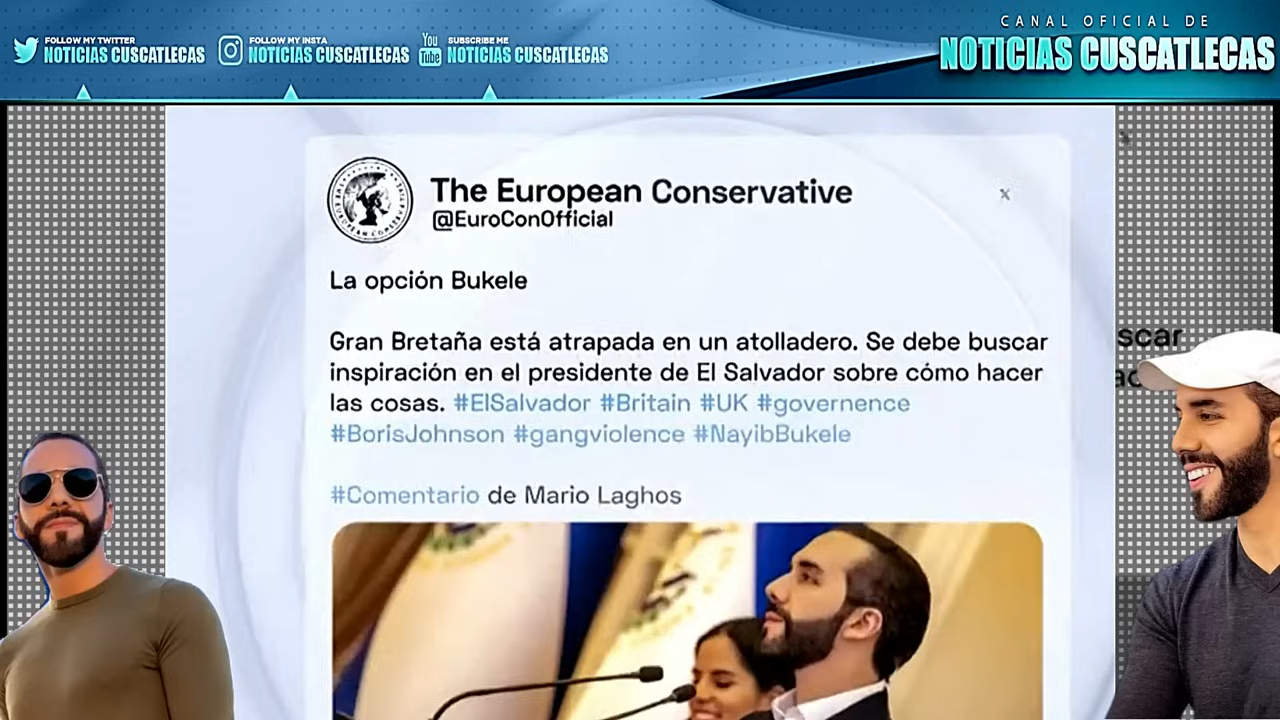 FOLLOW MY TWITTER
NOTICIAS CUSCATLECAS
FOLLOW MY INSTA
NOTICIAS CUSCATLECAS
You
Tube
SUBSCRIBE ME
NOTICIAS CUSCATLECAS
CANAL OFICIAL DE
NOTICIAS CUSCATLECAS
The European Conservative
@EuroConOfficial
x
La opción Bukele
Gran Bretaña está atrapada en un atolladero. Se debe buscar
inspiración en el presidente de El Salvador sobre cómo hacer
las cosas. #ElSalvador #Britain #UK #governence
#BorisJohnson #gangviolence #NayibBukele
#Comentario de Mario Laghos